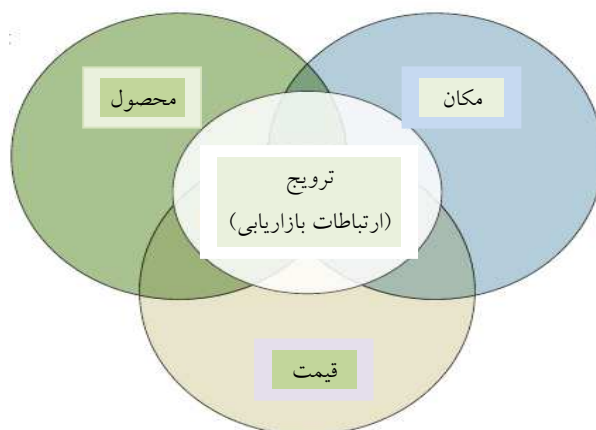 محصول
مکان
ترویج
(ارتباطات بازاریابی)
قیمت